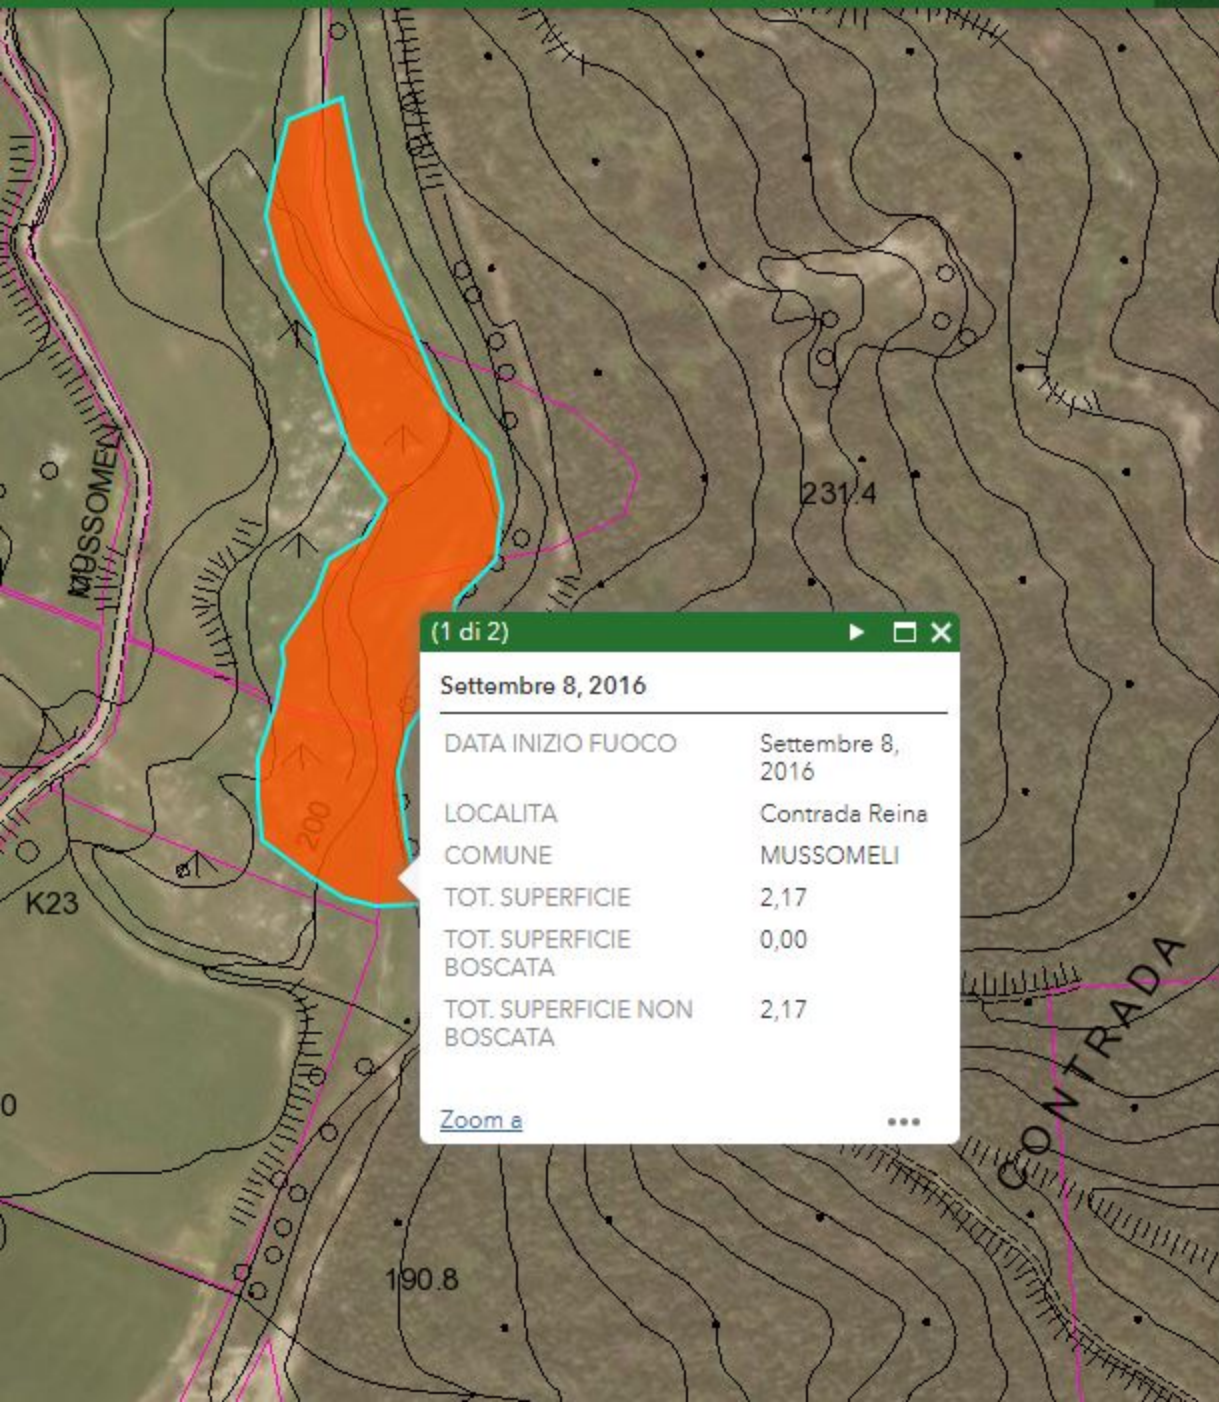 MUSSOMELI
231.4
(1 di 2)
Settembre 8, 2016
DATA INIZIO FUOCO
Settembre 8,
2016
LOCALITA
Contrada Reina
COMUNE
MUSSOMELI
TOT. SUPERFICIE
2,17
TOT. SUPERFICIE
BOSCATA
0,00
TOT. SUPERFICIE NON
BOSCATA
2,17
Zoom a
200
K23
CONTRADA
0
190.8